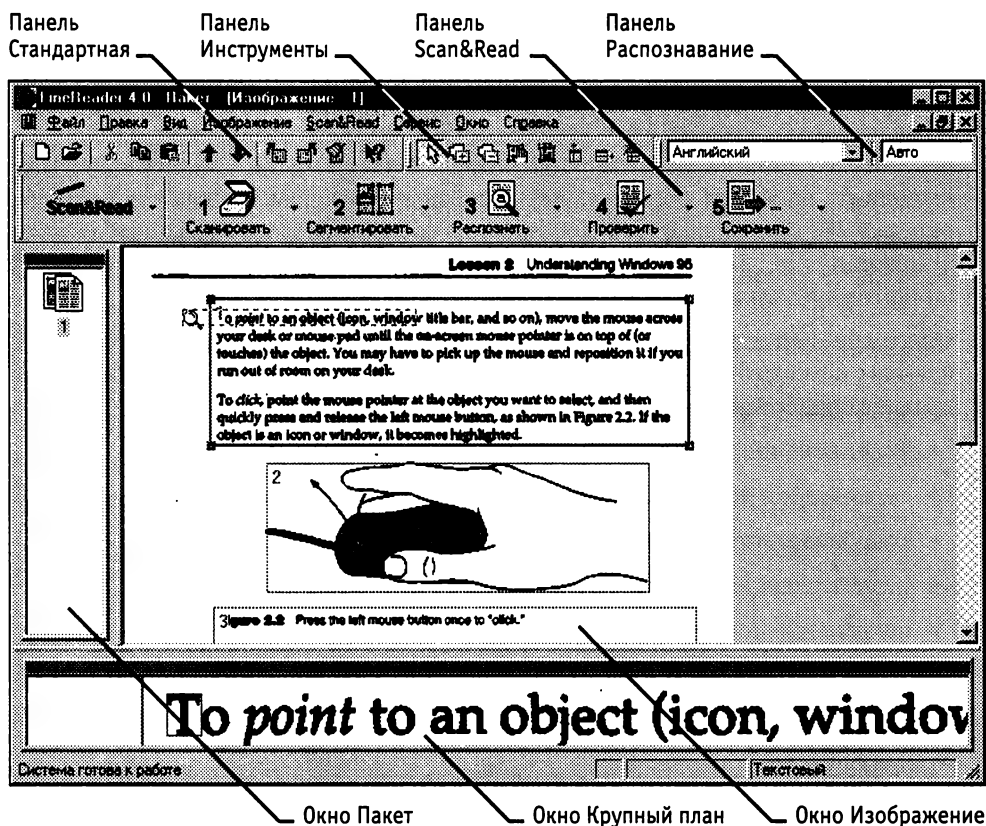 Панель
Стандартная
Панель
Инструменты
Панель
Scan&Read
Панель
Распознавание
FineReader 4.0 Пакет [Изображение 1]
Файл Правка Вид Изображение Scan&Read Сервис Окно Справка
Английский Авто
Scan&Read 1 2 3 4 5
Сканировать Сегментировать Распознать Проверить Сохранить
1
Lesson 2 Understanding Windows 95
To point to an object (icon, window title bar, and so on), move the mouse across
your desk or mouse pad until the on-screen mouse pointer is on top of (or
touches) the object. You may have to pick up the mouse and reposition it if you
run out of room on your desk.
To click, point the mouse pointer at the object you want to select, and then
quickly press and release the left mouse button, as shown in Figure 2.2. If the
object is an icon or window, it becomes highlighted.
2
3igure 2.2 Press the left mouse button once to "click."
To point to an object (icon, window
Система готова к работе Текстовый
Окно Пакет
Окно Крупный план
Окно Изображение